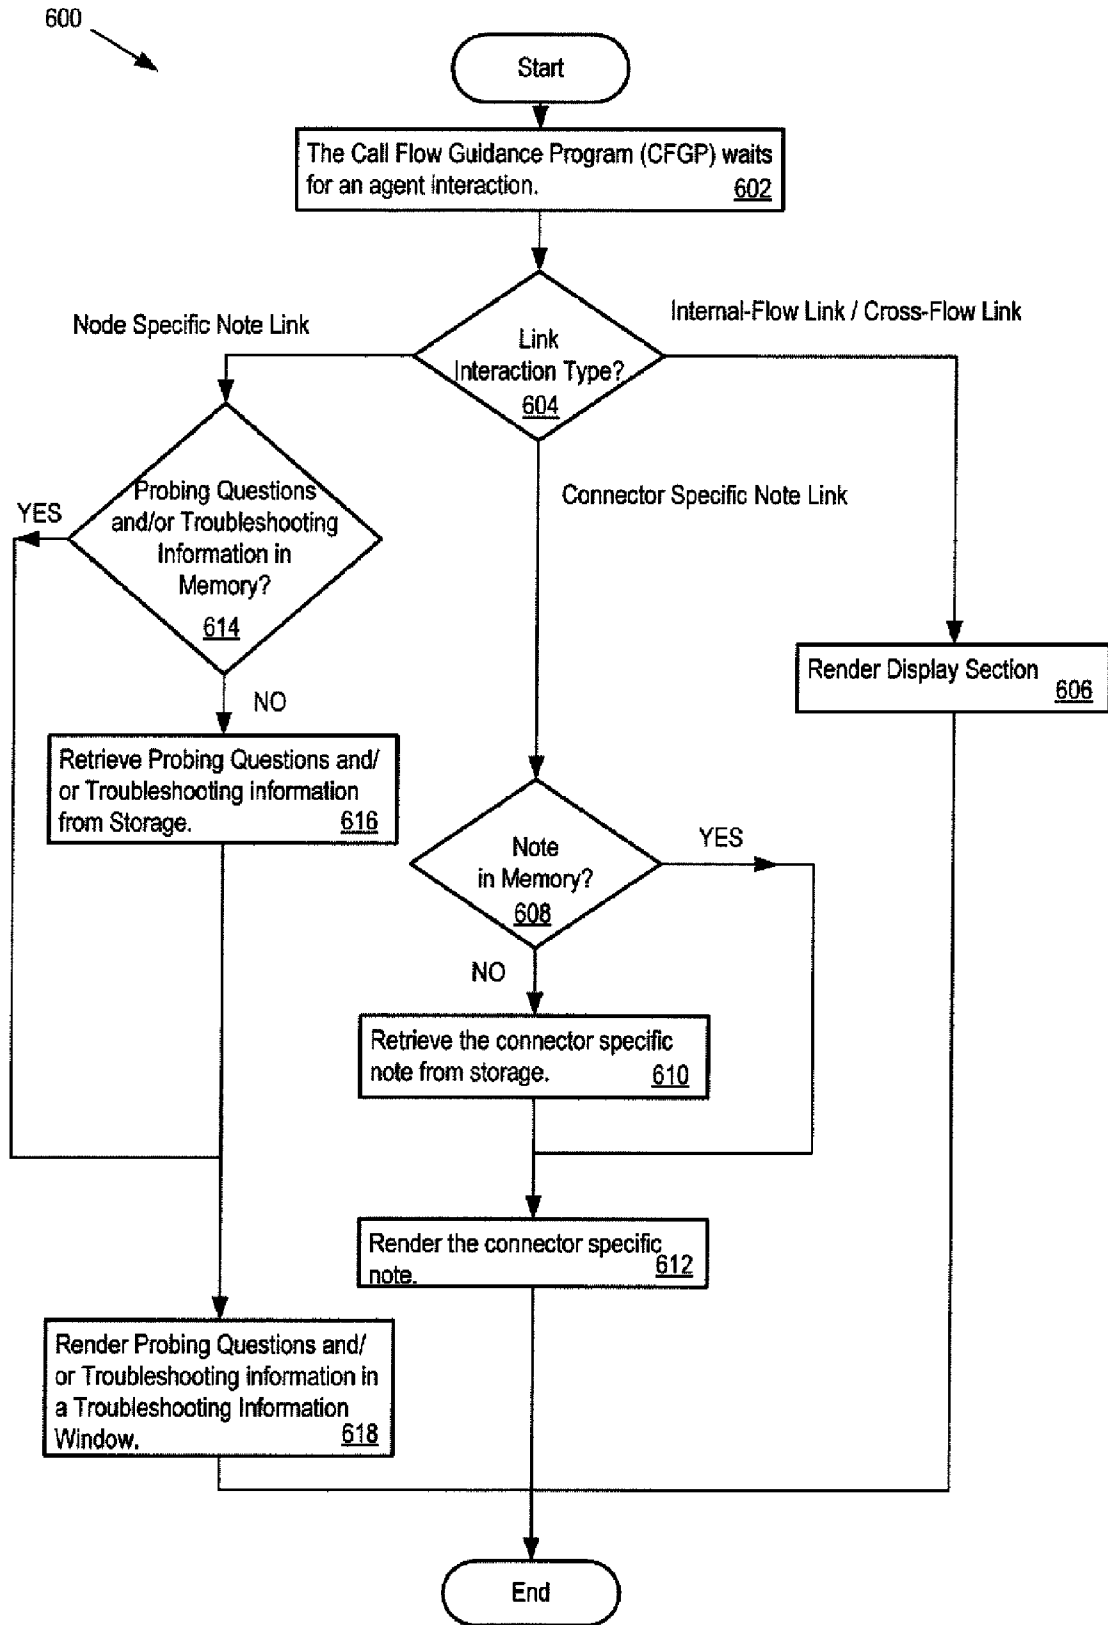 600
Start
The Call Flow Guidance Program (CFGP) waits
for an agent interaction.
602
Node Specific Note Link
Internal-Flow Link / Cross-Flow Link
Link
Interaction Type?
604
Connector Specific Note Link
YES
Probing Questions
and/or Troubleshooting
Information in
Memory?
614
NO
Render Display Section
606
Retrieve Probing Questions and/
or Troubleshooting information
from Storage.
616
Note
in Memory?
608
YES
NO
Retrieve the connector specific
note from storage.
610
Render the connector specific
note.
612
Render Probing Questions and/
or Troubleshooting information in
a Troubleshooting Information
Window.
618
End